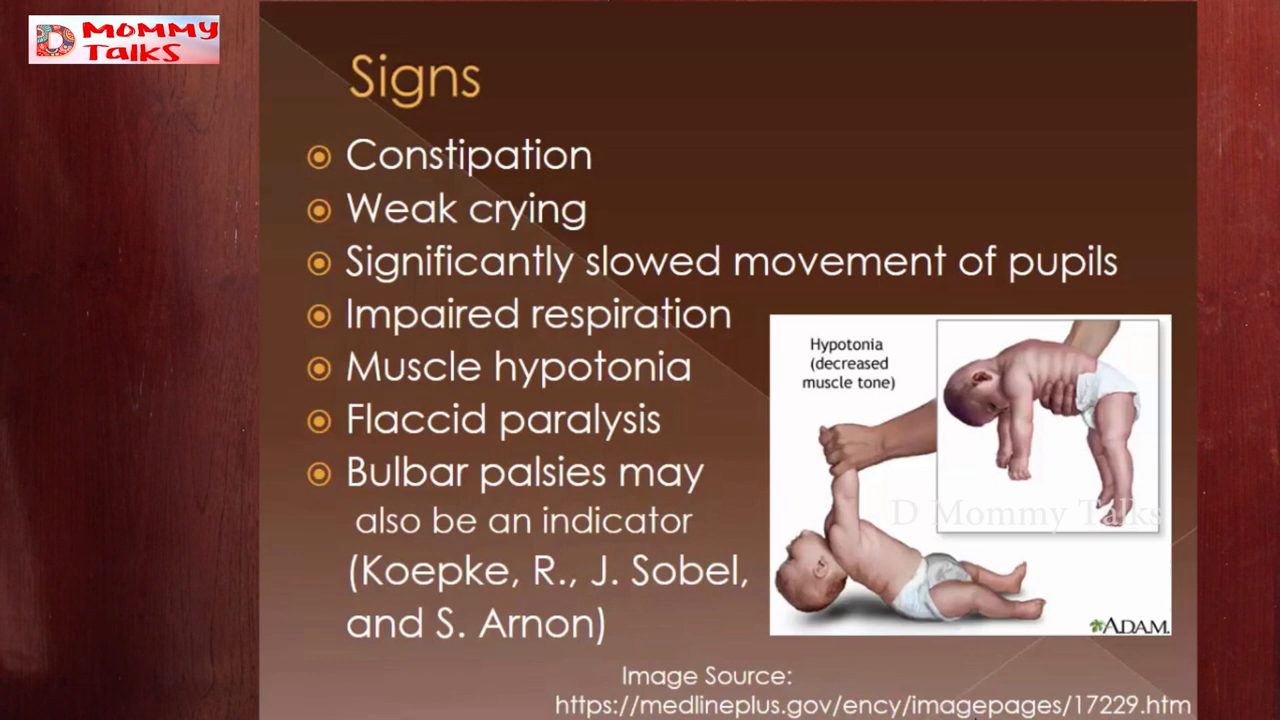 D MOMMY
TALKS
Signs
Constipation
Weak crying
Significantly slowed movement of pupils
Impaired respiration
Muscle hypotonia
Flaccid paralysis
Bulbar palsies may
also be an indicator
(Koepke, R., J. Sobel,
and S. Arnon)
Hypotonia
(decreased
muscle tone)
D Mommy Talks
ADAM.
Image Source:
https://medlineplus.gov/ency/imagepages/17229.htm